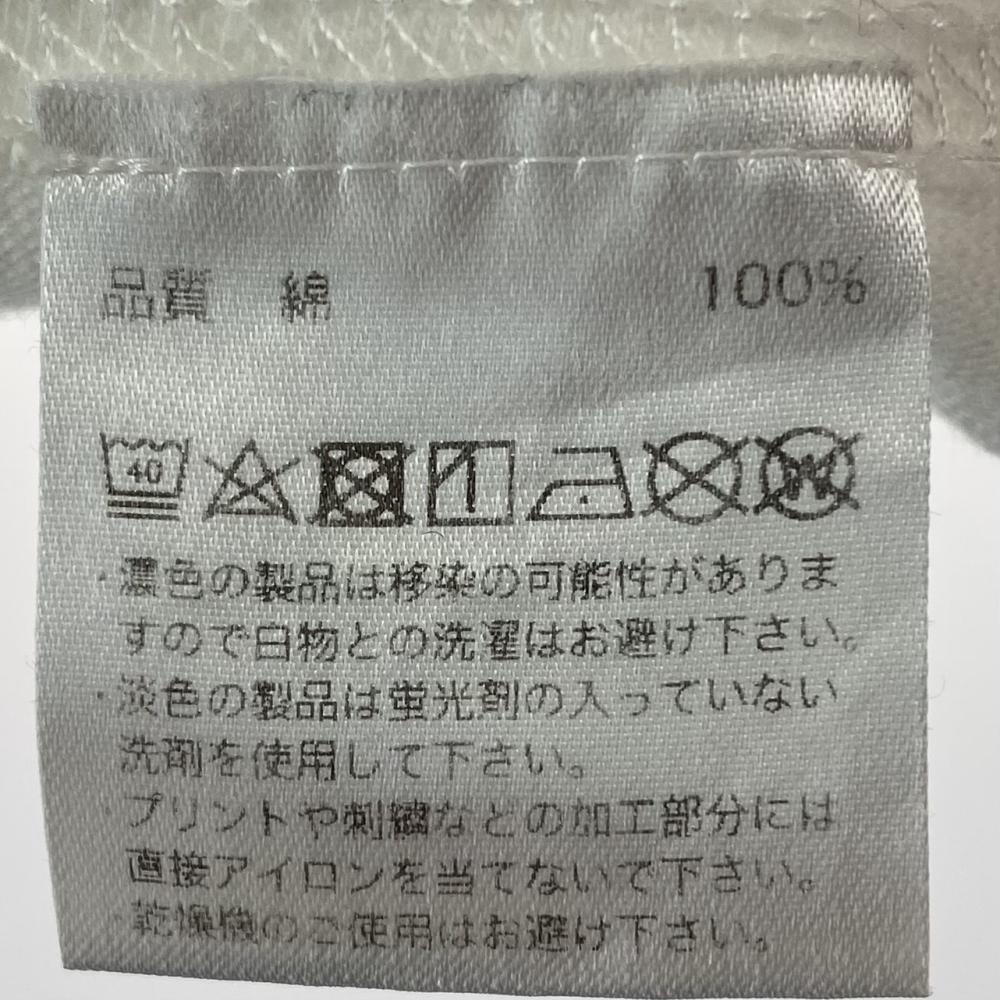 品質 綿 100%
40
W
・濃色の製品は移染の可能性がありま
すので白物との洗濯はお避け下さい。
・淡色の製品は蛍光剤の入っていない
洗剤を使用して下さい。
・プリントや刺繍などの加工部分には
直接アイロンを当てないで下さい。
・乾燥機のご使用はお避け下さい。